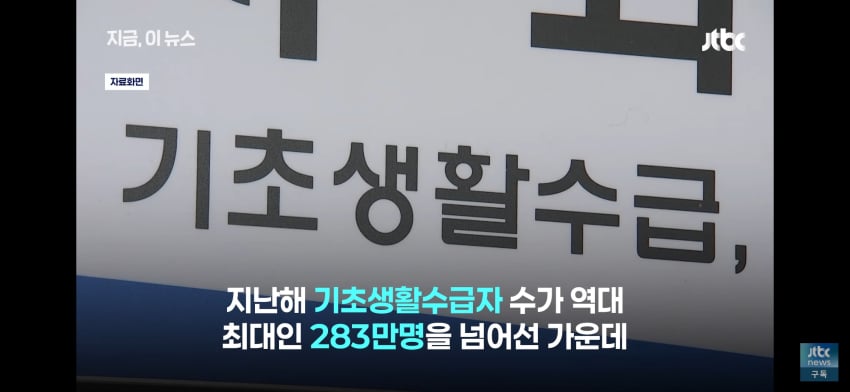 지금, 이 뉴스
jtbc
자료화면
기초생활수급,
지난해 기초생활수급자 수가 역대
최대인 283만명을 넘어선 가운데
jtbc
news
구독